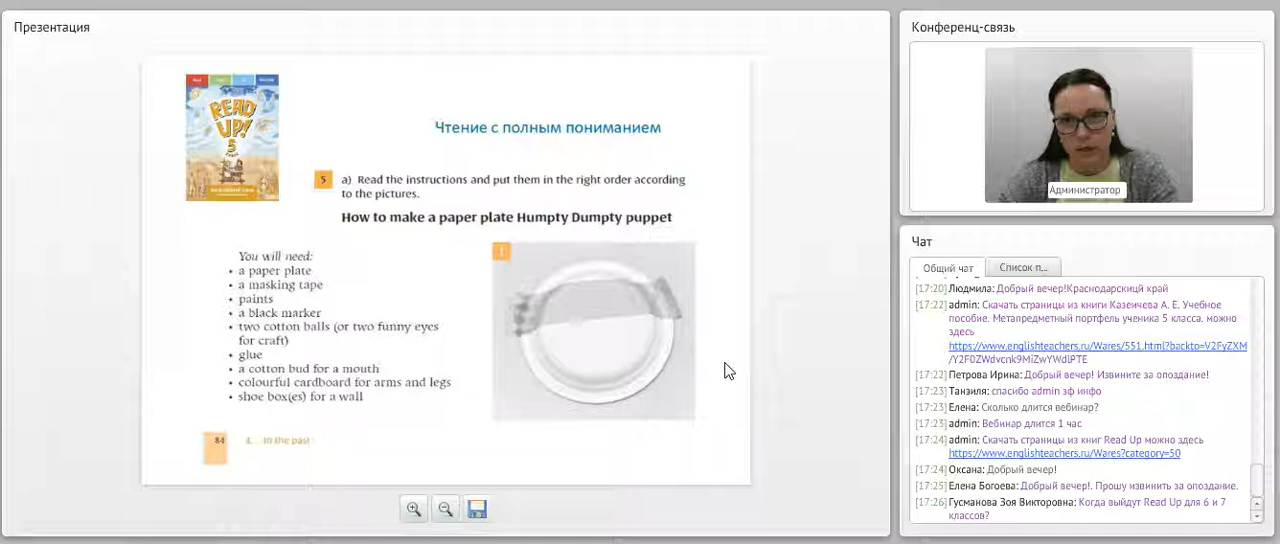 Презентация
READ
UP!
5
Чтение с полным пониманием
5 a) Read the instructions and put them in the right order according
to the pictures.
How to make a paper plate Humpty Dumpty puppet
You will need:
• a paper plate
• a masking tape
• paints
• a black marker
• two cotton balls (or two funny eyes
for craft)
• glue
• a cotton bud for a mouth
• colourful cardboard for arms and legs
• shoe box(es) for a wall
1
84 In the past
Конференц-связь
Администратор
Чат
Общий чат
Список п...
[17:20] Людмила: Добрый вечер!Краснодарскицй край
[17:22] admin: Скачать страницы из книги Казеичева А. Е. Учебное
пособие. Метапредметный портфель ученика 5 класса. можно
здесь
https://www.englishteachers.ru/Wares/551.html?backto=V2FyZXM
/Y2F0ZWdvcnk9MiZwYWdlPTE
[17:22] Петрова Ирина: Добрый вечер! Извините за опоздание!
[17:23] Танзиля: спасибо admin зф инфо
[17:23] Елена: Сколько длится вебинар?
[17:23] admin: Вебинар длится 1 час
[17:24] admin: Скачать страницы из книг Read Up можно здесь
https://www.englishteachers.ru/Wares?category=50
[17:24] Оксана: Добрый вечер!
[17:25] Елена Богоева: Добрый вечер!. Прошу извинить за опоздание.
[17:26] Гусманова Зоя Викторовна: Когда выйдут Read Up для 6 и 7
классов?